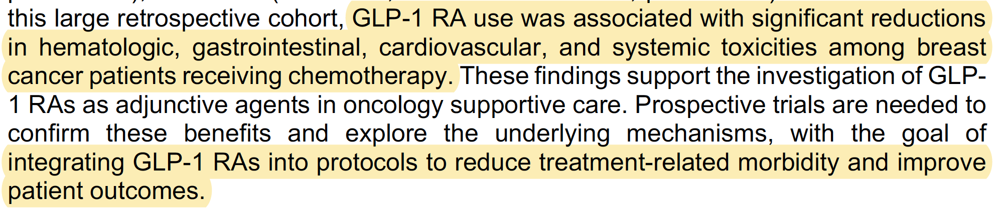 this large retrospective cohort, GLP-1 RA use was associated with significant reductions
in hematologic, gastrointestinal, cardiovascular, and systemic toxicities among breast
cancer patients receiving chemotherapy. These findings support the investigation of GLP-
1 RAs as adjunctive agents in oncology supportive care. Prospective trials are needed to
confirm these benefits and explore the underlying mechanisms, with the goal of
integrating GLP-1 RAs into protocols to reduce treatment-related morbidity and improve
patient outcomes.